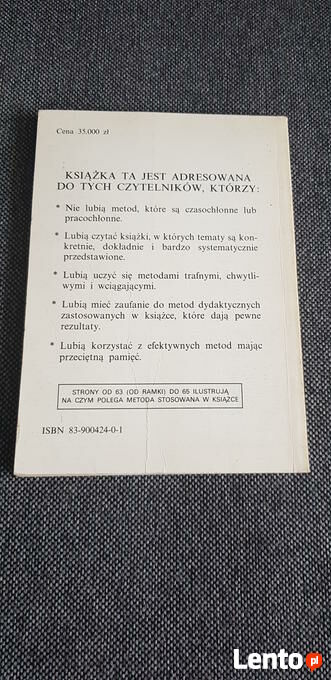 Cena 35.000 zł
KSIĄŻKA TA JEST ADRESOWANA
DO TYCH CZYTELNIKÓW, KTÓRZY:
* Nie lubią metod, które są czasochłonne lub
pracochłonne.
* Lubią czytać książki, w których tematy są kon-
kretnie, dokładnie i bardzo systematycznie
przedstawione.
* Lubią uczyć się metodami trafnymi, chwytli-
wymi i wciągającymi.
* Lubią mieć zaufanie do metod dydaktycznych
zastosowanych w książce, które dają pewne
rezultaty.
* Lubią korzystać z efektywnych metod mając
przeciętną pamięć.
STRONY OD 63 (OD RAMKI) DO 65 ILUSTRUJĄ
NA CZYM POLEGA METODA STOSOWANA W KSIĄŻCE
ISBN 83-900424-0-1
Lento.pl